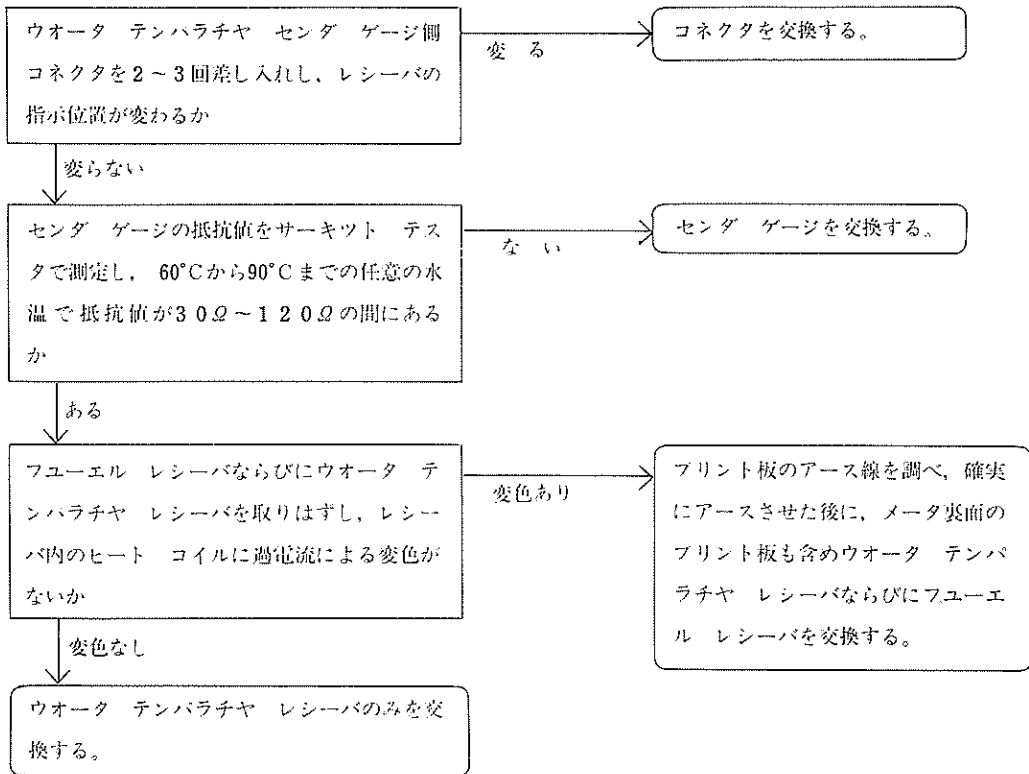 ウオータ テンパラチヤ センダ ゲージ側
コネクタを2~3回差し入れし、レシーバの
指示位置が変わるか
変 る
コネクタを交換する。
変らない
センダ ゲージの抵抗値をサーキツト テス
タで測定し, 60°Cから90°Cまでの任意の水
温で抵抗値が30Ω~120Ωの間にある
か
な い
センダ ゲージを交換する。
ある
フユーエル レシーバならびにウオータ テ
ンパラチヤ レシーバを取りはずし, レシー
バ内のヒート コイルに過電流による変色が
ないか
変色あり
プリント板のアース線を調べ, 確実
にアースさせた後に, メータ裏面の
プリント板も含めウオータ テンパ
ラチヤ レシーバならびにフユーエ
ル レシーバを交換する。
変色なし
ウオータ テンパラチヤ レシーバのみを交
換する。